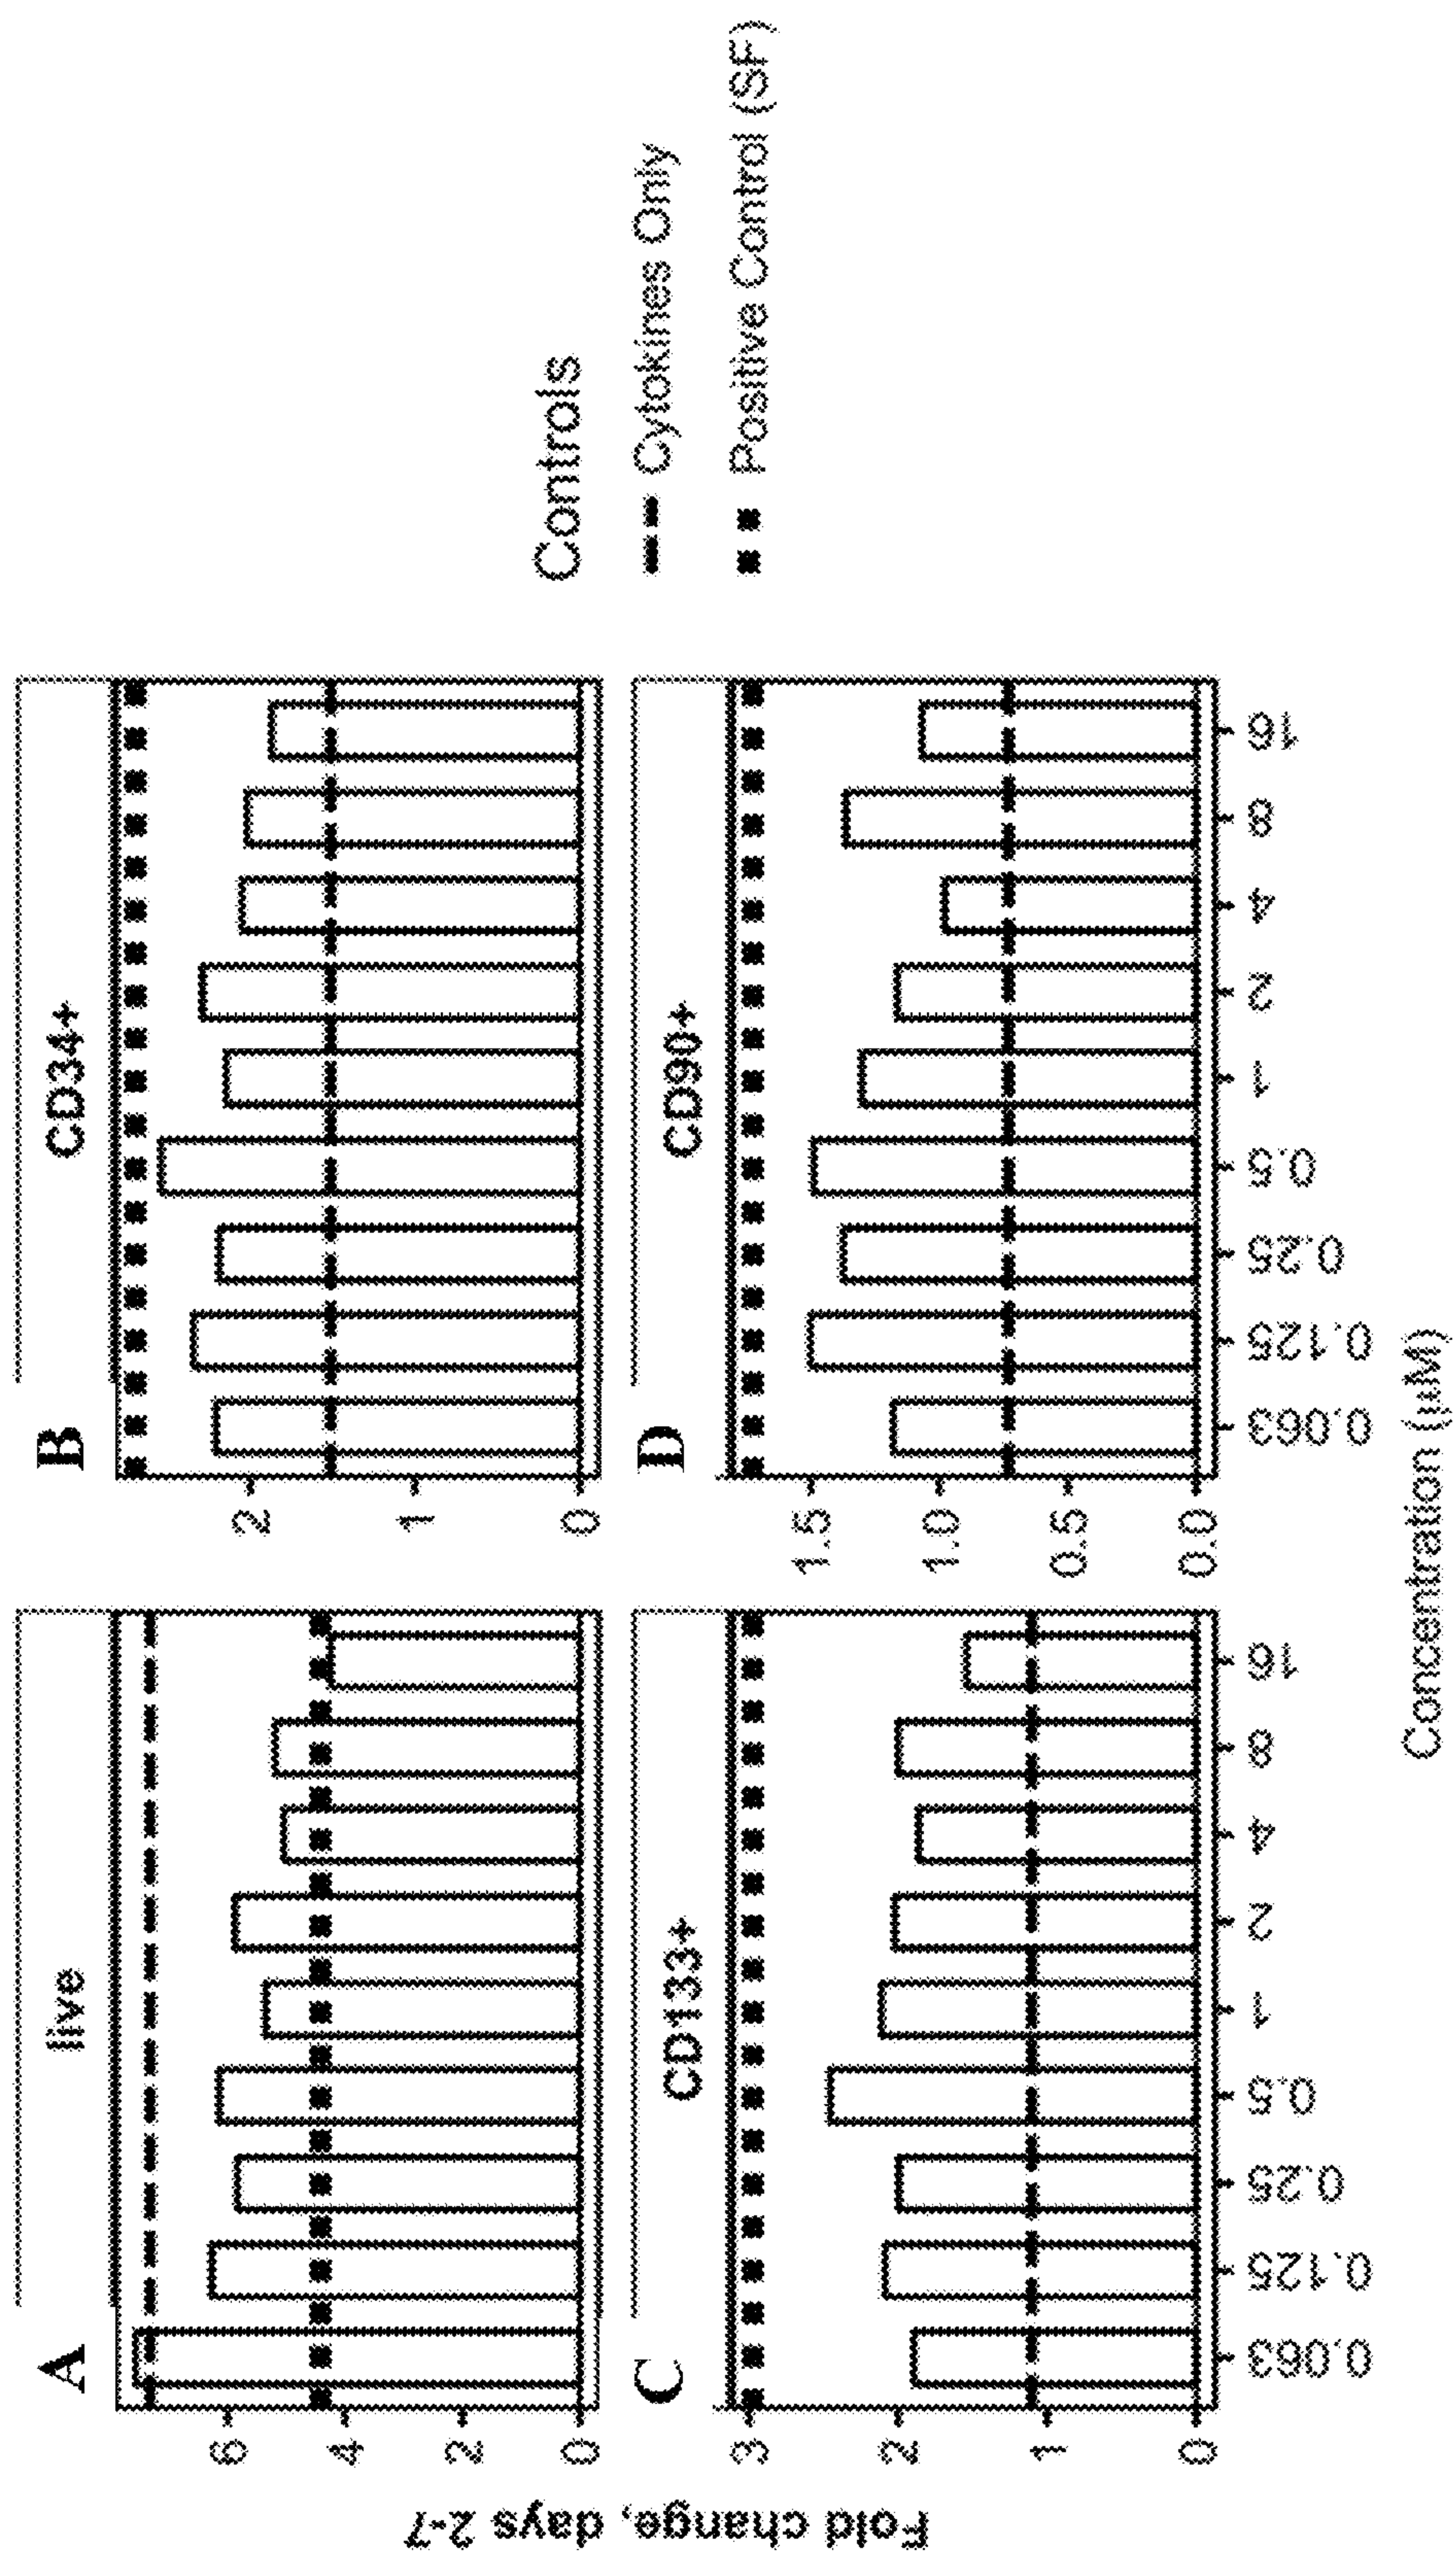 A
live
B
CD34+
6
4
2
0
2
1
0
C
CD133+
D
CD90+
3
2
1
0
1.5
1.0
0.5
0.0
0.063 0.125 0.25 0.5 1 2 4 8 16
0.063 0.125 0.25 0.5 1 2 4 8 16
Fold change, days 2-7
Concentration (µM)
Controls
Cytokines Only
Positive Control (SF)